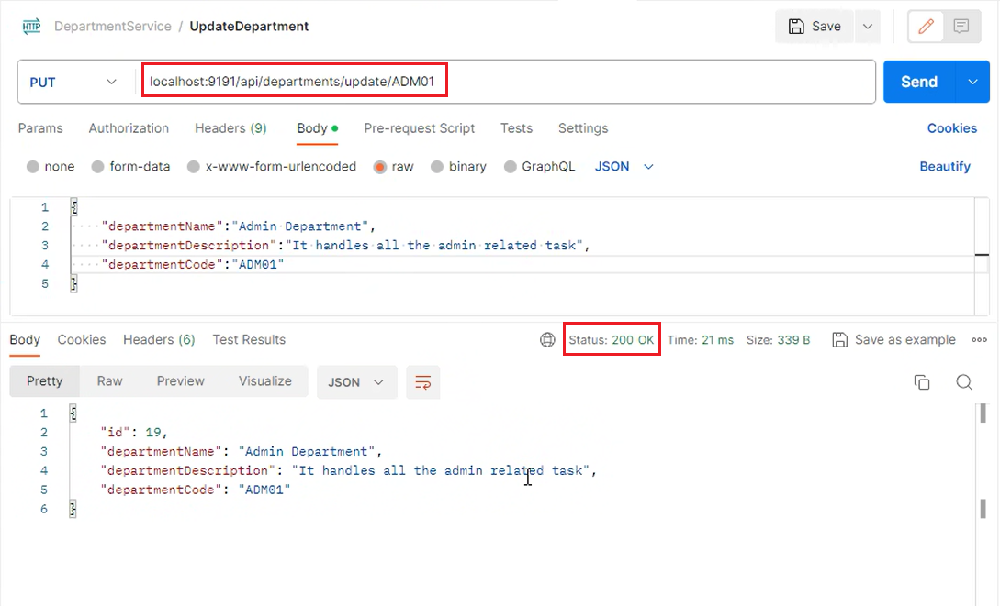 HTTP DepartmentService / UpdateDepartment Save
PUT localhost:9191/api/departments/update/ADM01 Send
Params Authorization Headers (9) Body Pre-request Script Tests Settings Cookies
none form-data x-www-form-urlencoded raw binary GraphQL JSON Beautify
1 {
2 ····"departmentName":"Admin·Department",
3 ····"departmentDescription":"It·handles·all·the·admin·related·task",
4 ····"departmentCode":"ADM01"
5 }
Body Cookies Headers (6) Test Results Status: 200 OK Time: 21 ms Size: 339 B Save as example
Pretty Raw Preview Visualize JSON
1 {
2 "id": 19,
3 "departmentName": "Admin Department",
4 "departmentDescription": "It handles all the admin related task",
5 "departmentCode": "ADM01"
6 }